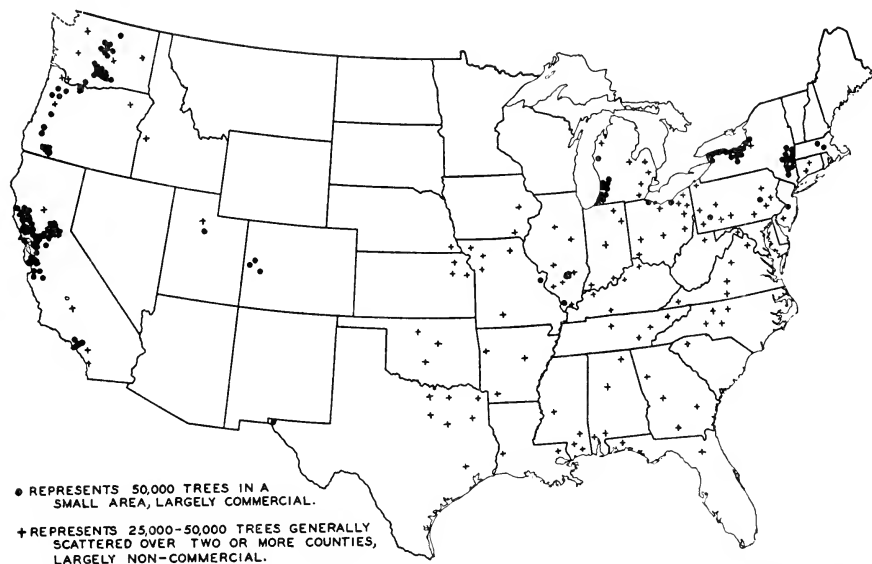 ● REPRESENTS 50,000 TREES IN A
SMALL AREA, LARGELY COMMERCIAL.
+ REPRESENTS 25,000-50,000 TREES GENERALLY
SCATTERED OVER TWO OR MORE COUNTIES,
LARGELY NON-COMMERCIAL.